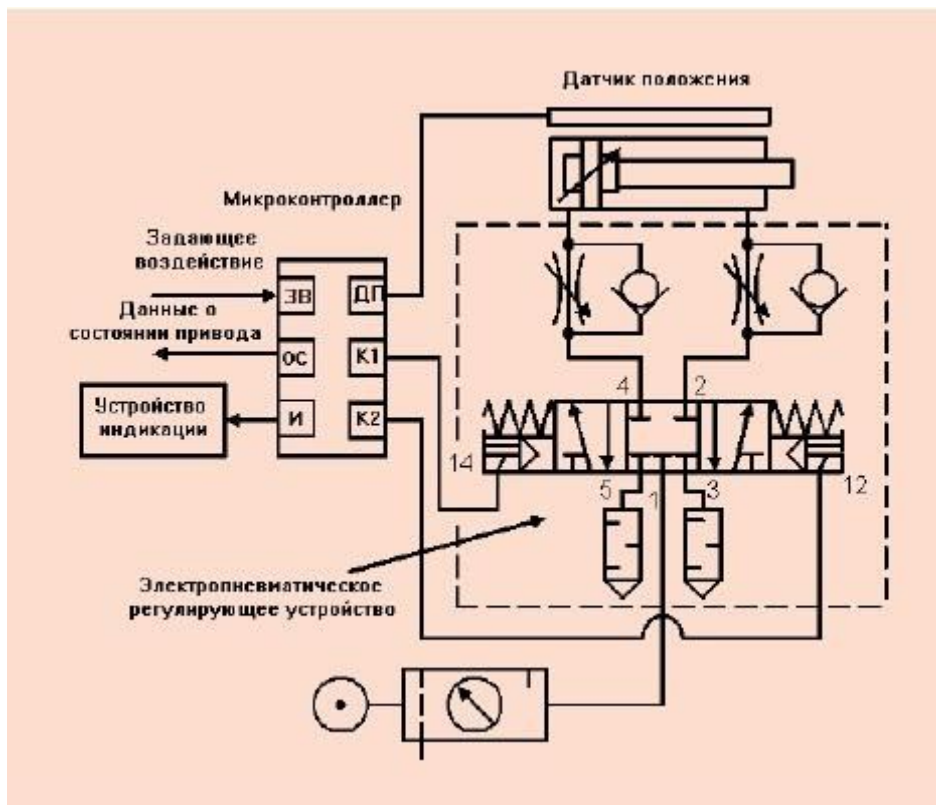 Датчик положения
Микроконтроллер
Задающее
воздействие
ЗВ
ДП
Данные о
состоянии привода
ОС
К1
Устройство
индикации
И
К2
4
2
14
12
5
1
3
Электропневматическое
регулирующее устройство